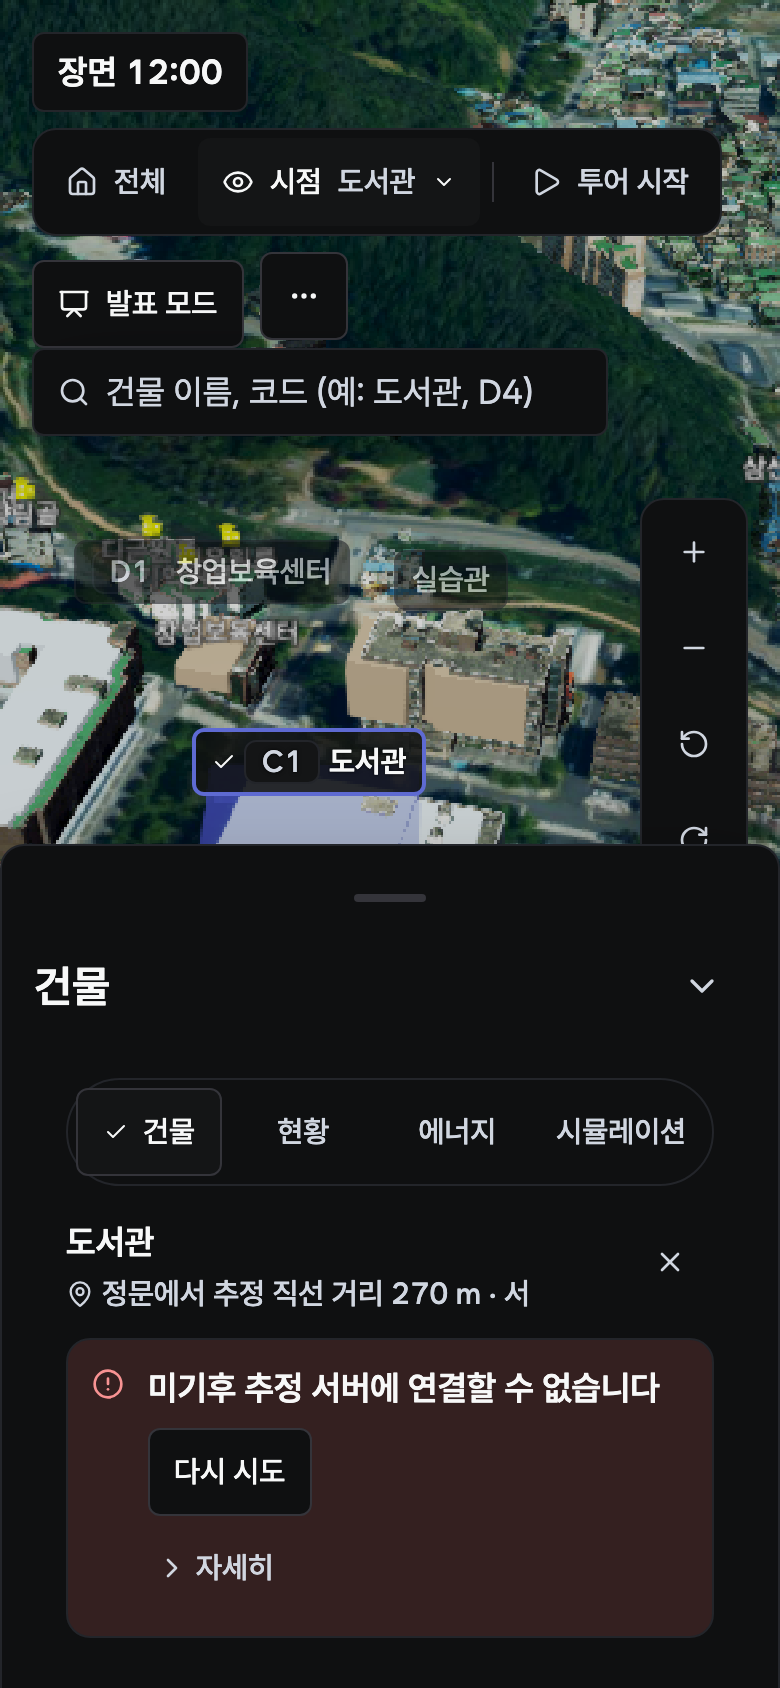 장면 12:00
전체
시점 도서관
투어 시작
발표 모드
건물 이름, 코드 (예: 도서관, D4)
D1 창업보육센터
실습관
창업보육센터
C1 도서관
건물
건물
현황
에너지
시뮬레이션
도서관
정문에서 추정 직선 거리 270 m · 서
미기후 추정 서버에 연결할 수 없습니다
다시 시도
자세히